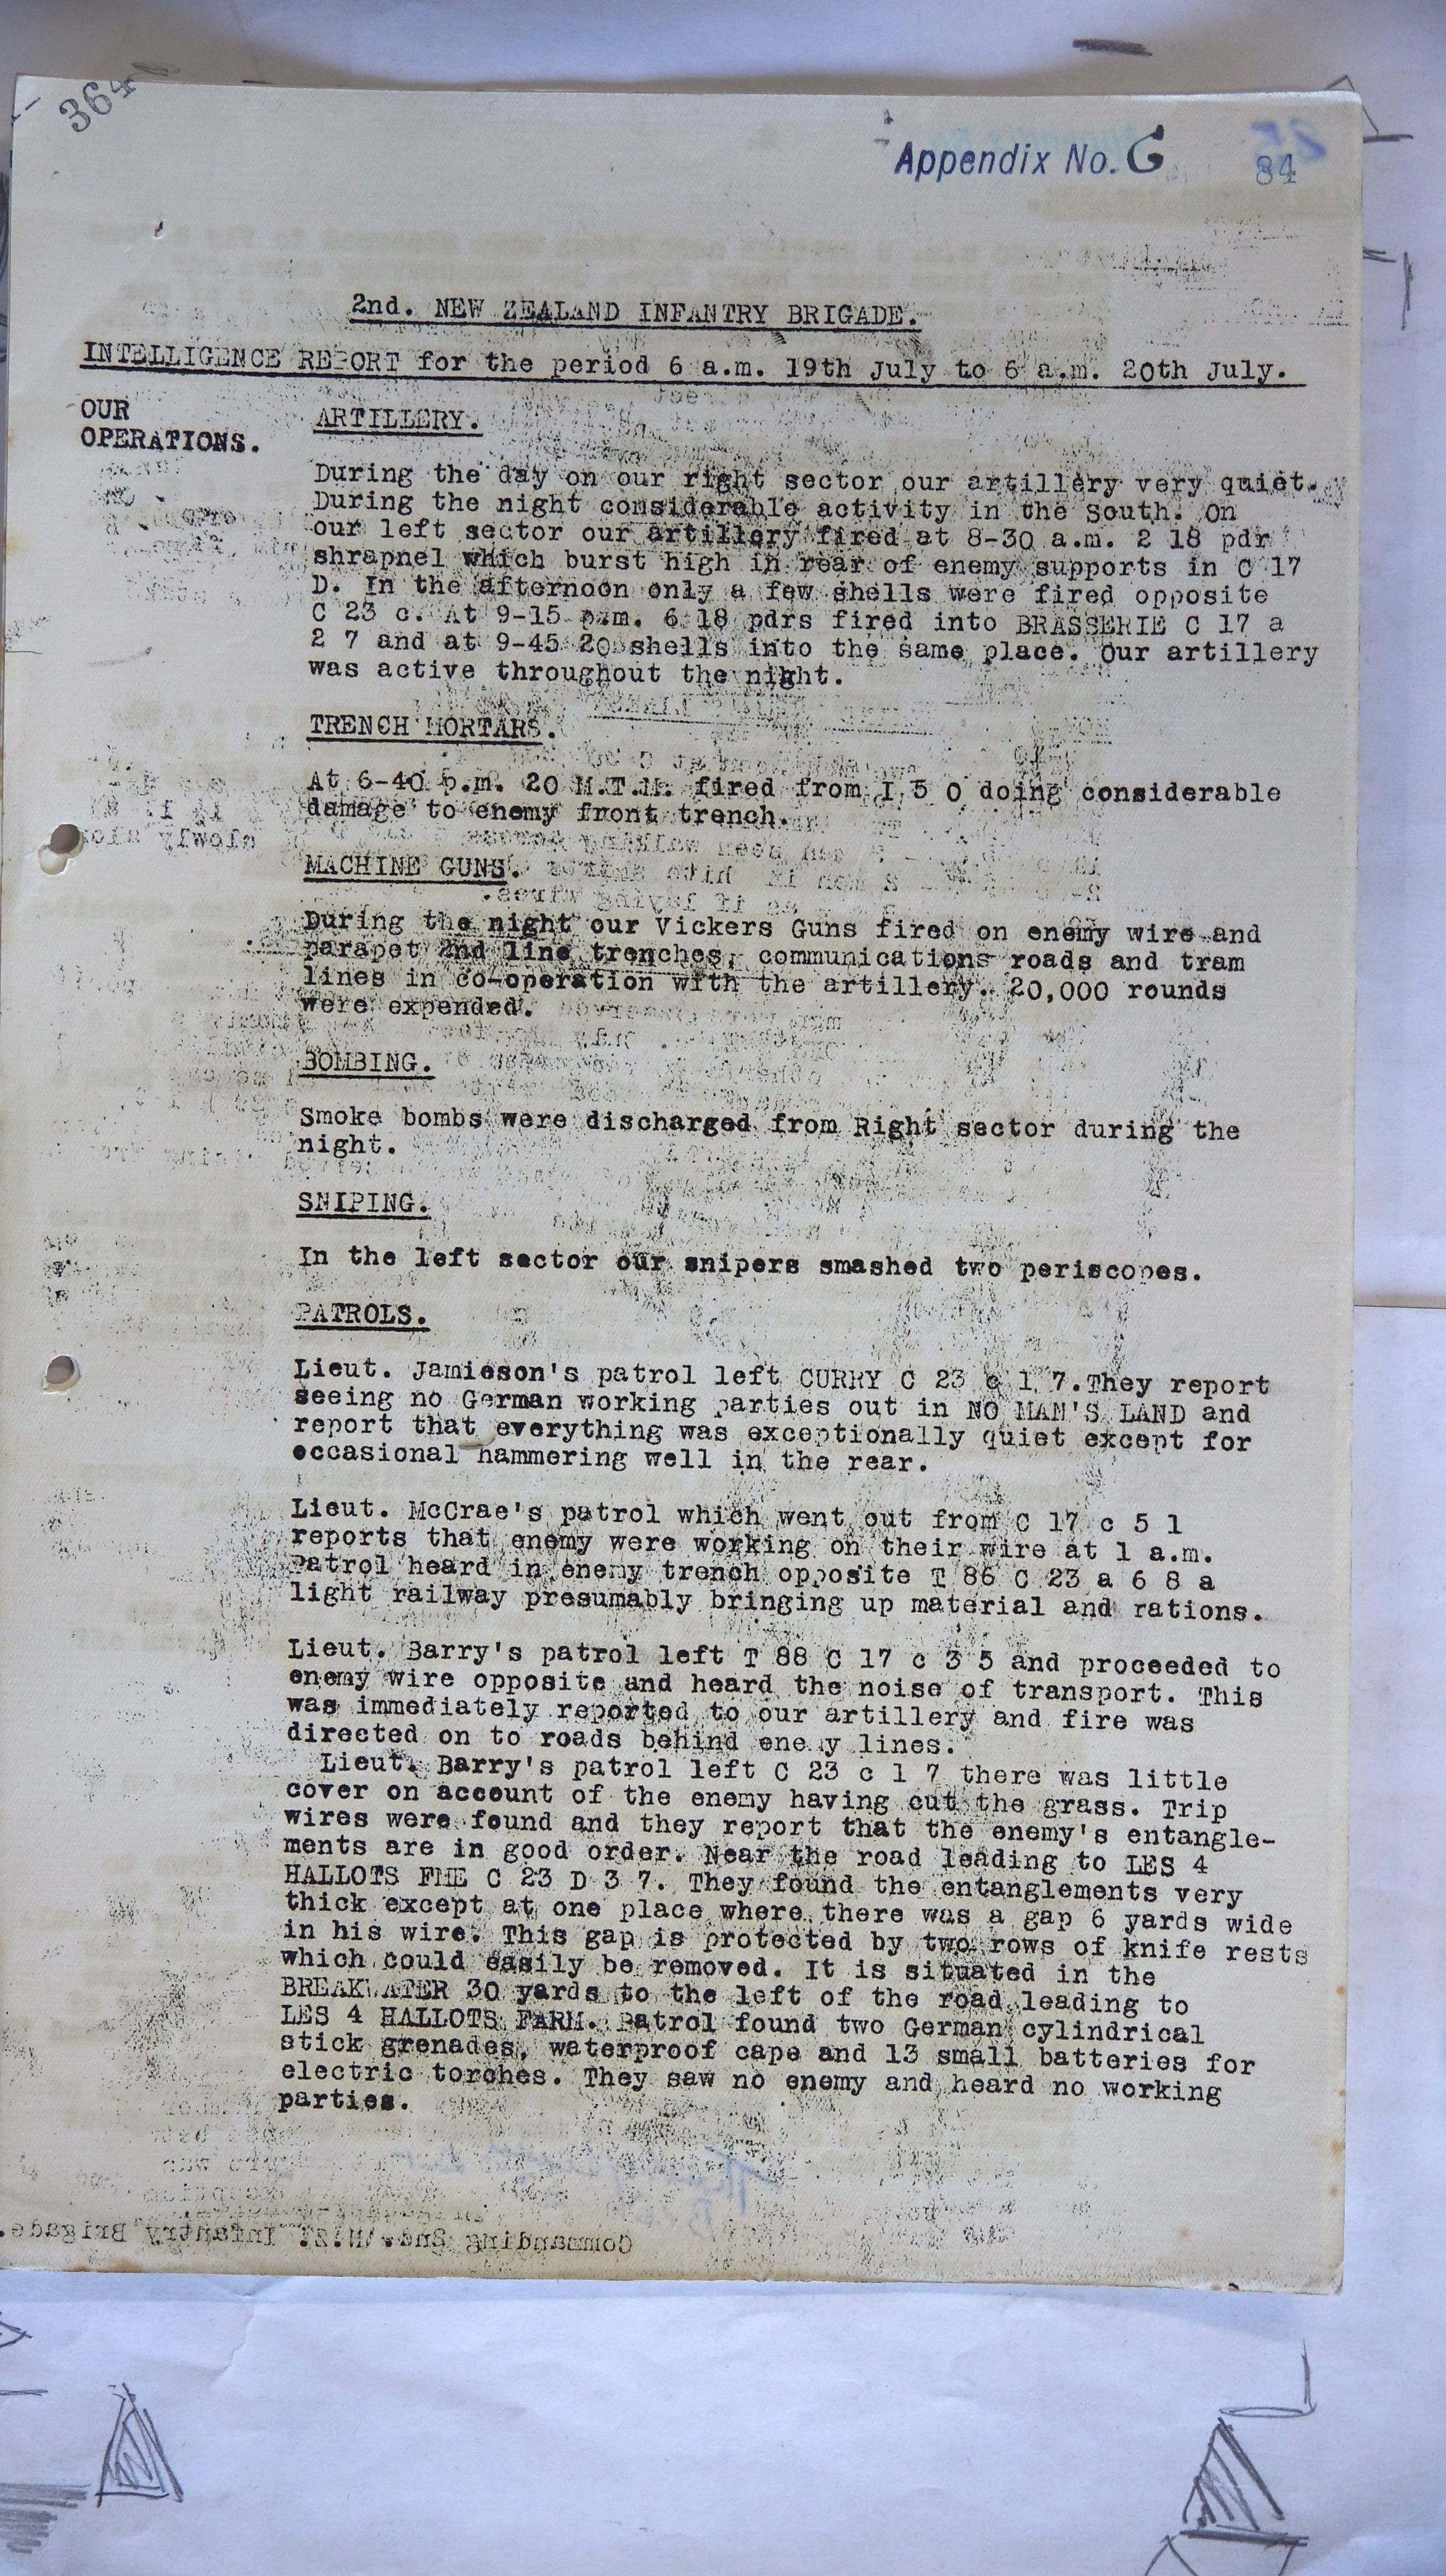 364
Appendix No. G
84
2nd. NEW ZEALAND INFANTRY BRIGADE.
INTELLIGENCE REPORT for the period 6 a.m. 19th July to 6 a.m. 20th July.
OUR
OPERATIONS.
ARTILLERY.
During the day on our right sector our artillery very quiet.
During the night considerable activity in the South. On
our left sector our artillery fired at 8-30 a.m. 2 18 pdr
shrapnel which burst high in rear of enemy supports in C 17
D. In the afternoon only a few shells were fired opposite
C 23 c. At 9-15 p.m. 6 18 pdrs fired into BRASSERIE C 17 a
2 7 and at 9-45 20 shells into the same place. Our artillery
was active throughout the night.
TRENCH MORTARS.
At 6-40 p.m. 20 M.T.M. fired from I 5 0 doing considerable
damage to enemy front trench.
MACHINE GUNS.
During the night our Vickers Guns fired on enemy wire and
parapet 2nd line trenches, communications roads and tram
lines in co-operation with the artillery. 20,000 rounds
were expended.
BOMBING.
Smoke bombs were discharged from Right sector during the
night.
SNIPING.
In the left sector our snipers smashed two periscopes.
PATROLS.
Lieut. Jamieson's patrol left CURRY C 23 c 1 7.They report
seeing no German working parties out in NO MAN'S LAND and
report that everything was exceptionally quiet except for
occasional hammering well in the rear.
Lieut. McCrae's patrol which went out from C 17 c 5 1
reports that enemy were working on their wire at 1 a.m.
Patrol heard in enemy trench opposite T 86 C 23 a 6 8 a
light railway presumably bringing up material and rations.
Lieut. Barry's patrol left T 88 C 17 c 3 5 and proceeded to
enemy wire opposite and heard the noise of transport. This
was immediately reported to our artillery and fire was
directed on to roads behind enemy lines.
Lieut. Barry's patrol left C 23 c 1 7 there was little
cover on account of the enemy having cut the grass. Trip
wires were found and they report that the enemy's entangle-
ments are in good order. Near the road leading to LES 4
HALLOTS FME C 23 D 3 7. They found the entanglements very
thick except at one place where there was a gap 6 yards wide
in his wire. This gap is protected by two rows of knife rests
which could easily be removed. It is situated in the
BREAKWATER 30 yards to the left of the road leading to
LES 4 HALLOTS FARM. Patrol found two German cylindrical
stick grenades, waterproof cape and 13 small batteries for
electric torches. They saw no enemy and heard no working
parties.
Commanding 2nd. N.Z. Infantry Brigade.